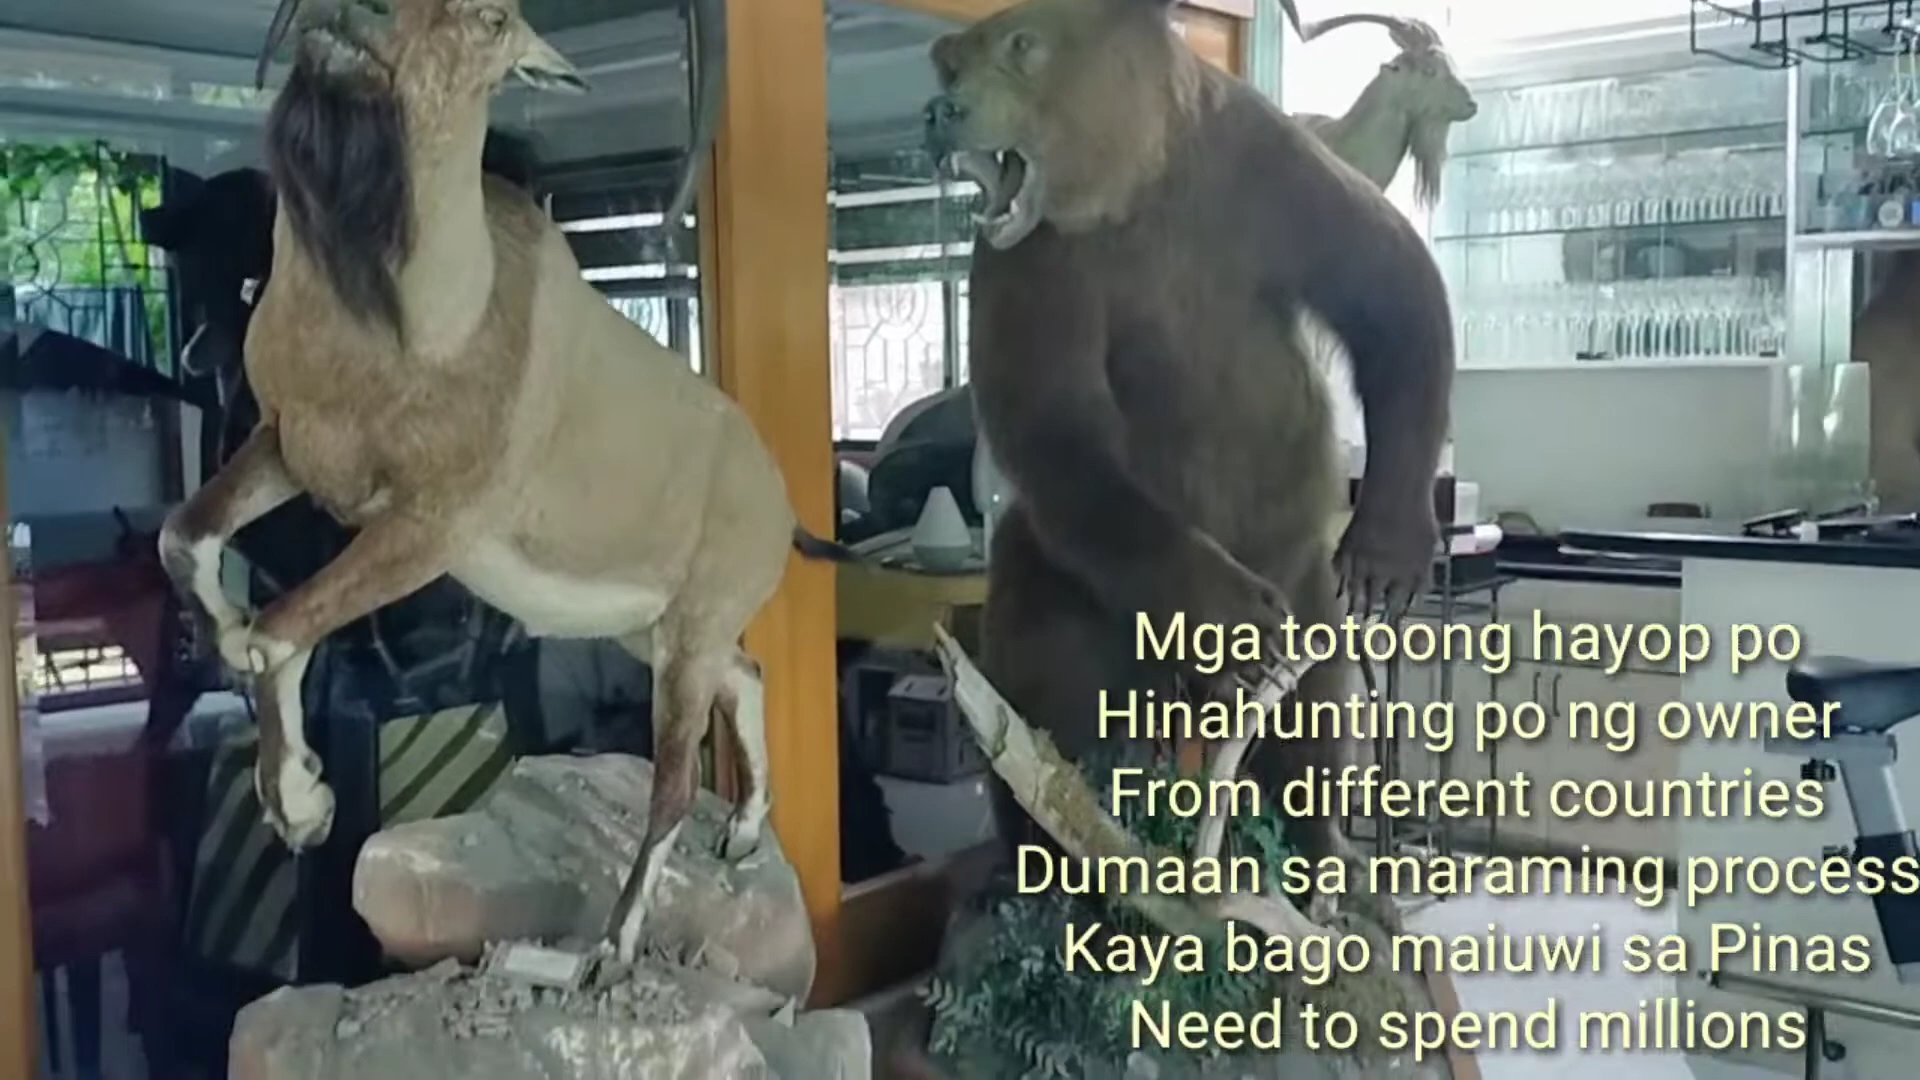 Mga totoong hayop po
Hinahunting po ng owner
From different countries
Dumaan sa maraming process
Kaya bago maiuwi sa Pinas
Need to spend millions